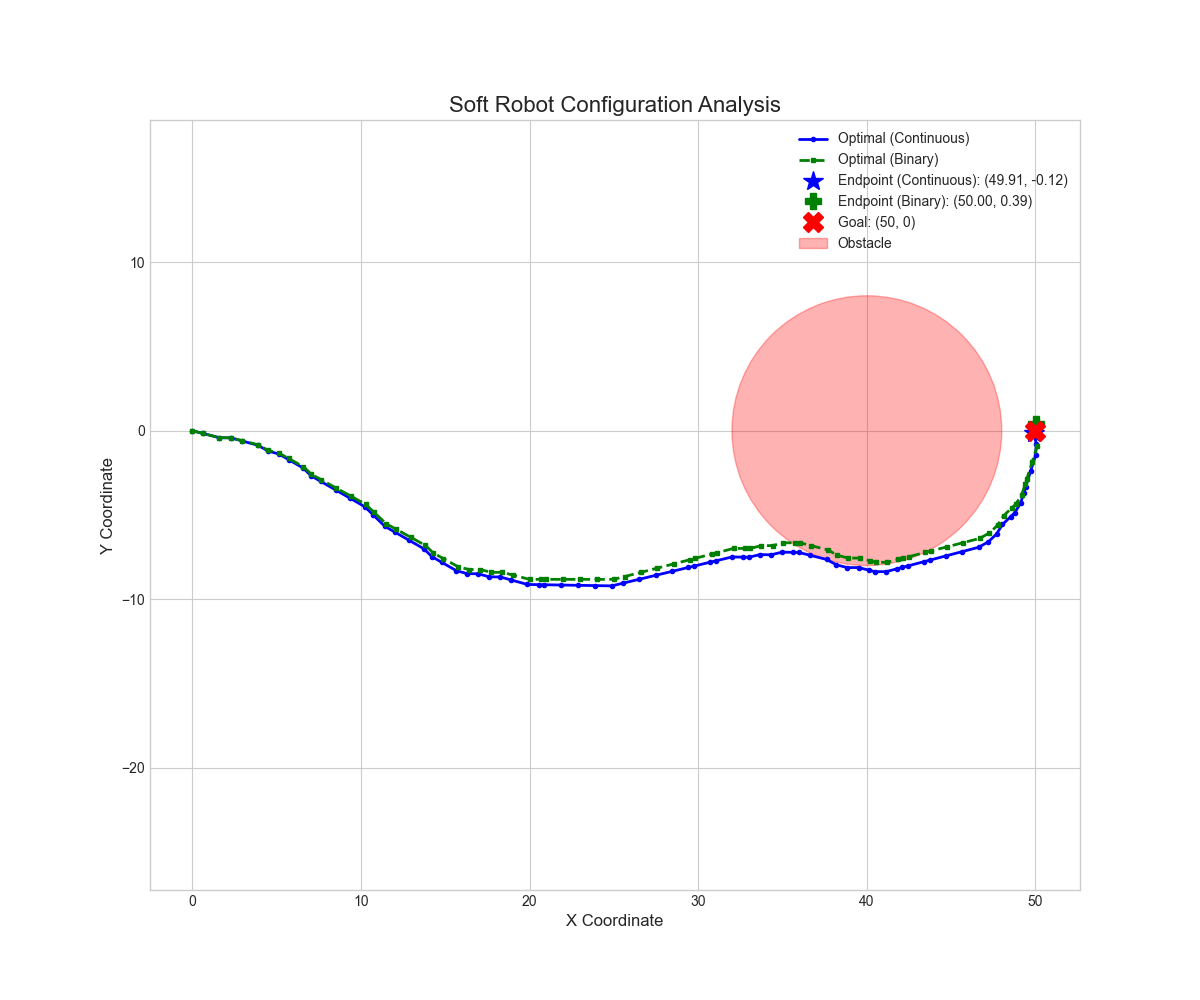 Soft Robot Configuration Analysis
Optimal (Continuous)
Optimal (Binary)
Endpoint (Continuous): (49.91, -0.12)
Endpoint (Binary): (50.00, 0.39)
Goal: (50, 0)
Obstacle
10
0
−10
−20
Y Coordinate
0 10 20 30 40 50
X Coordinate